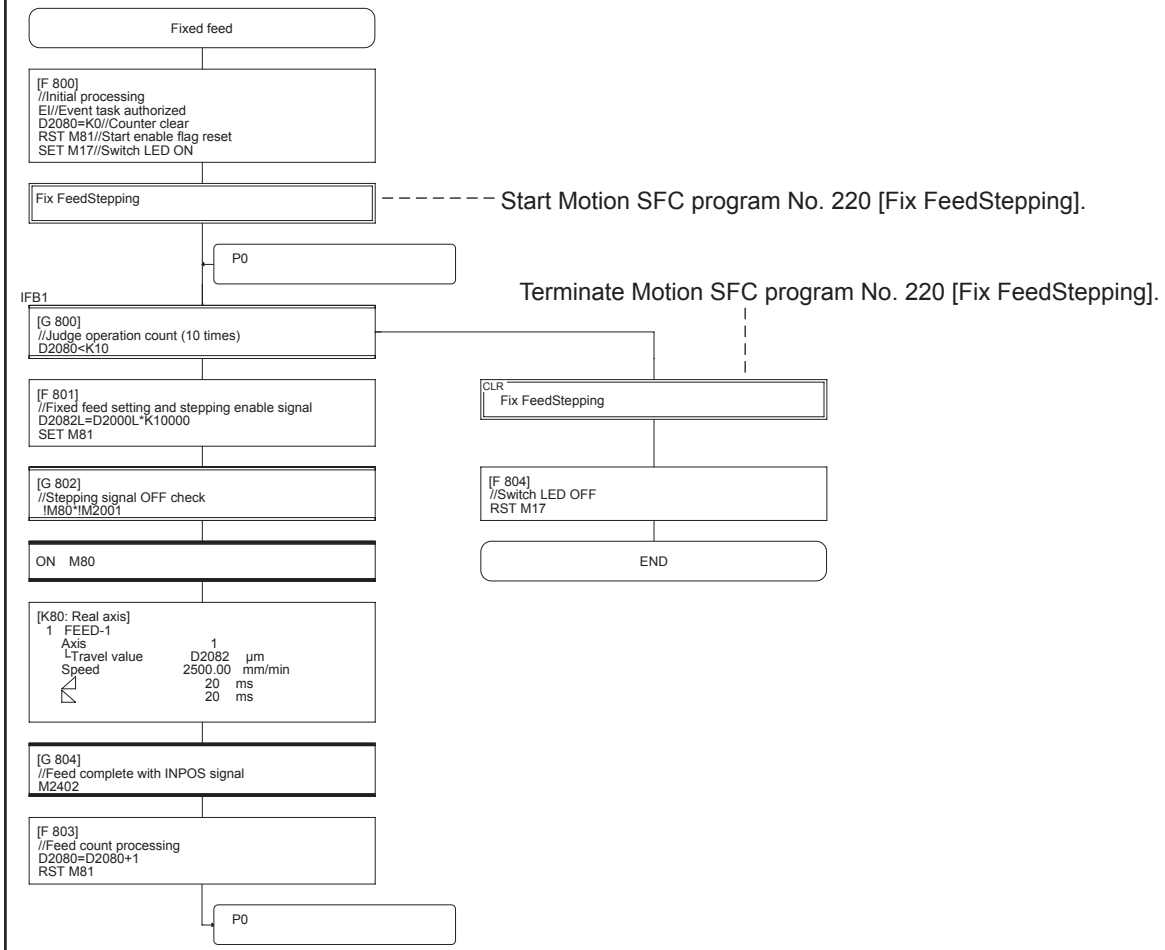 Fixed feed
[F 800]
//Initial processing
EI//Event task authorized
D2080=K0//Counter clear
RST M81//Start enable flag reset
SET M17//Switch LED ON
Fix FeedStepping
Start Motion SFC program No. 220 [Fix FeedStepping].
P0
IFB1
[G 800]
//Judge operation count (10 times)
D2080<K10
Terminate Motion SFC program No. 220 [Fix FeedStepping].
CLR
Fix FeedStepping
[F 801]
//Fixed feed setting and stepping enable signal
D2082L=D2000L*K10000
SET M81
[G 802]
//Stepping signal OFF check
!M80*!M2001
[F 804]
//Switch LED OFF
RST M17
ON M80
END
[K80: Real axis]
1 FEED-1
Axis 1
Travel value D2082 µm
Speed 2500.00 mm/min
20 ms
20 ms
[G 804]
//Feed complete with INPOS signal
M2402
[F 803]
//Feed count processing
D2080=D2080+1
RST M81
P0